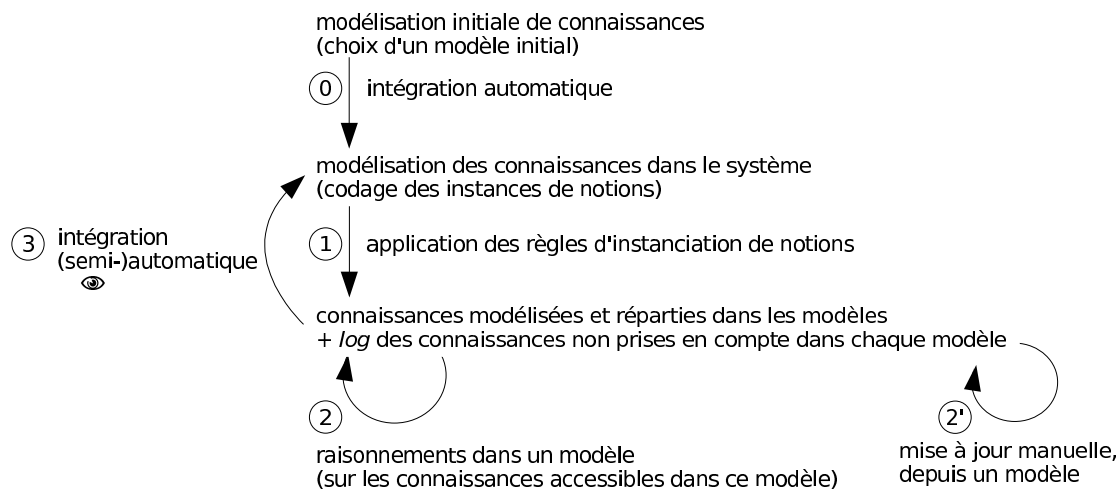 modélisation initiale de connaissances
(choix d'un modèle initial)
0 intégration automatique
modélisation des connaissances dans le système
(codage des instances de notions)
3 intégration
(semi-)automatique
1 application des règles d'instanciation de notions
connaissances modélisées et réparties dans les modèles
+ log des connaissances non prises en compte dans chaque modèle
2
raisonnements dans un modèle
(sur les connaissances accessibles dans ce modèle)
2'
mise à jour manuelle,
depuis un modèle